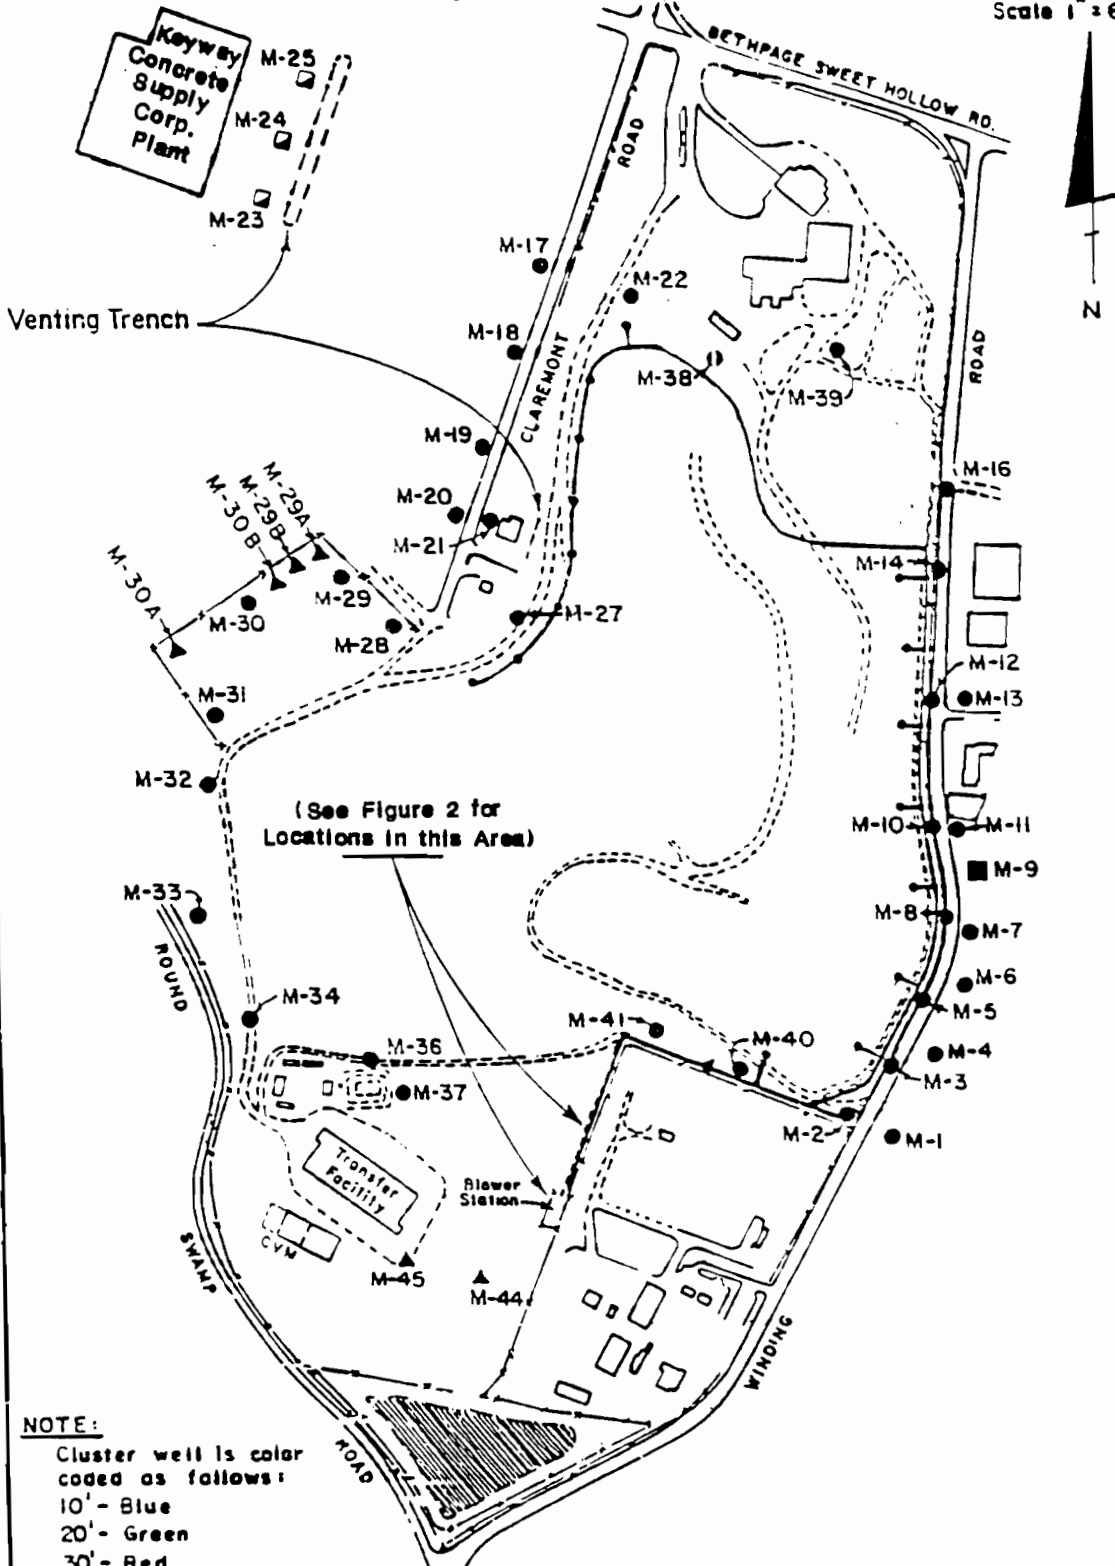 Scale 1" = 6
Keyway
Concrete
Supply
Corp.
Plant
M-25
M-24
M-23
BETHPAGE SWEET HOLLOW RD.
ROAD
M-17
M-22
N
Venting Trench
M-18
CLAREMONT
M-38
M-39
ROAD
M-19
M-16
M-20
M-29A
M-29B
M-30B
M-30A
M-21
M-14
M-29
M-30
M-28
M-27
M-12
M-13
M-31
M-32
(See Figure 2 for
Locations in this Area)
M-10
M-11
M-9
M-33
M-8
M-7
ROUND
M-6
M-34
M-5
M-41
M-40
M-36
M-4
M-3
M-37
M-2
M-1
Transfer
Facility
Blower
Station
SWAMP
CVM
M-45
M-44
WINDING
ROAD
NOTE:
Cluster well is color
coded as follows:
10' - Blue
20' - Green
30' - Red